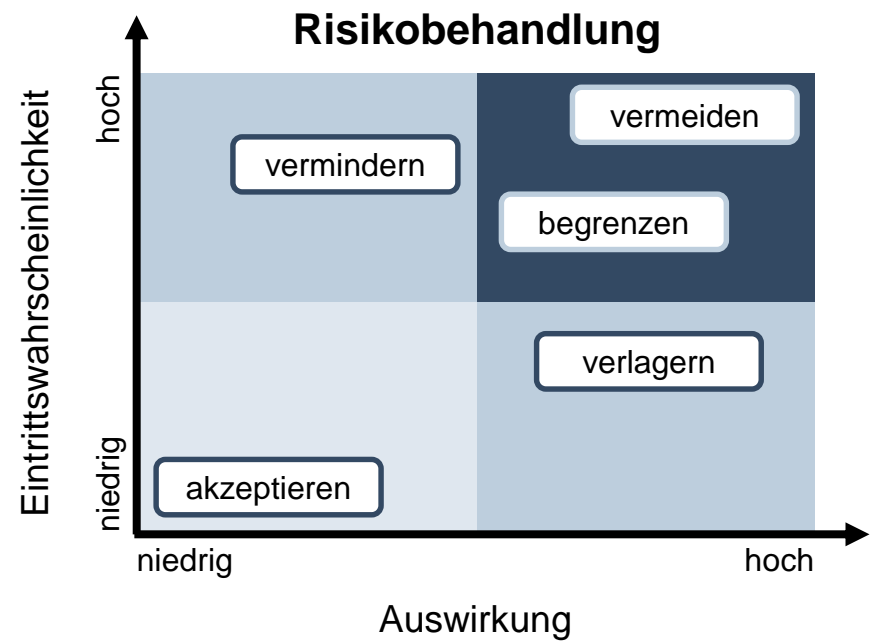 Risikobehandlung
Eintrittswahrscheinlichkeit
hoch
niedrig
vermeiden
vermindern
begrenzen
verlagern
akzeptieren
niedrig
hoch
Auswirkung